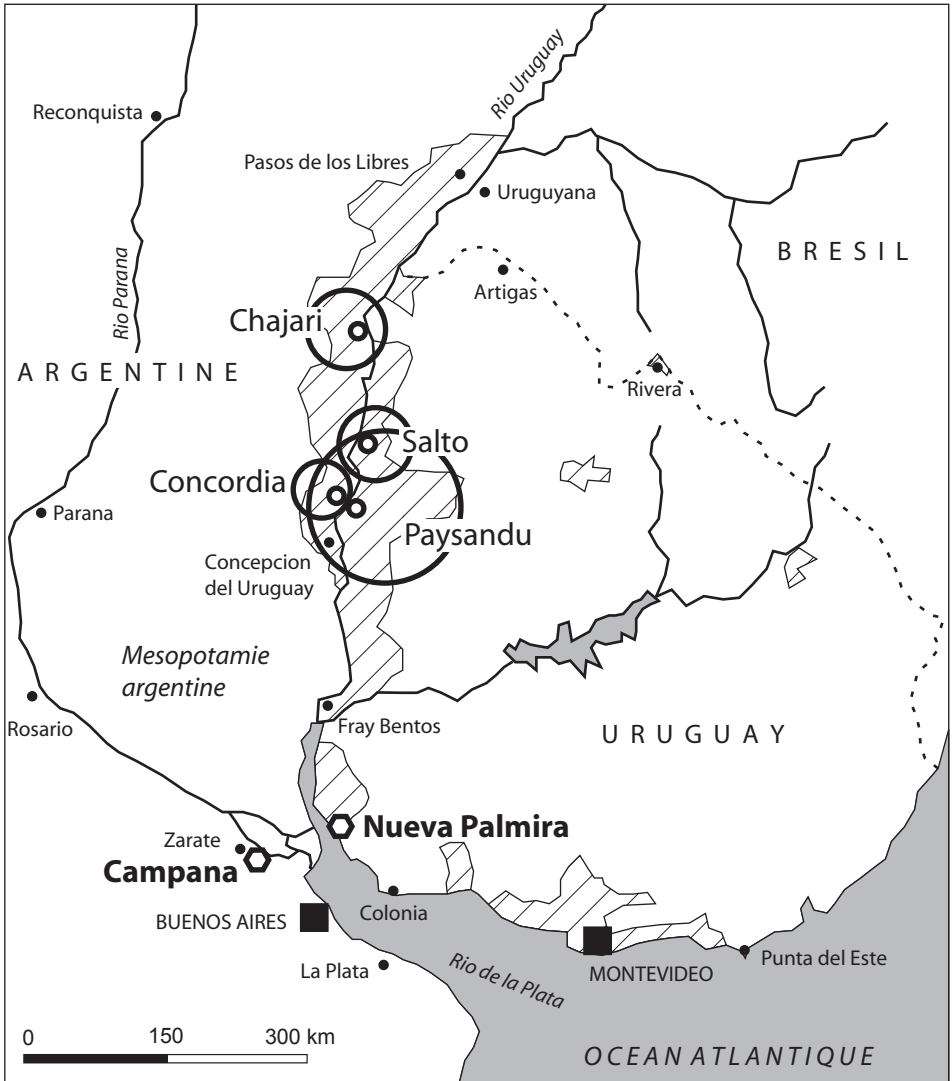 Rio Uruguay
Reconquista
Pasos de los Libres
Uruguyana
BRESIL
Rio Parana
Artigas
Chajari
ARGENTINE
Rivera
Salto
Concordia
Parana
Paysandu
Concepcion
del Uruguay
Mesopotamie
argentine
Rosario
Fray Bentos
URUGUAY
Nueva Palmira
Zarate
Campana
BUENOS AIRES
Colonia
La Plata
Rio de la Plata
MONTEVIDEO
Punta del Este
0 150 300 km
OCEAN ATLANTIQUE